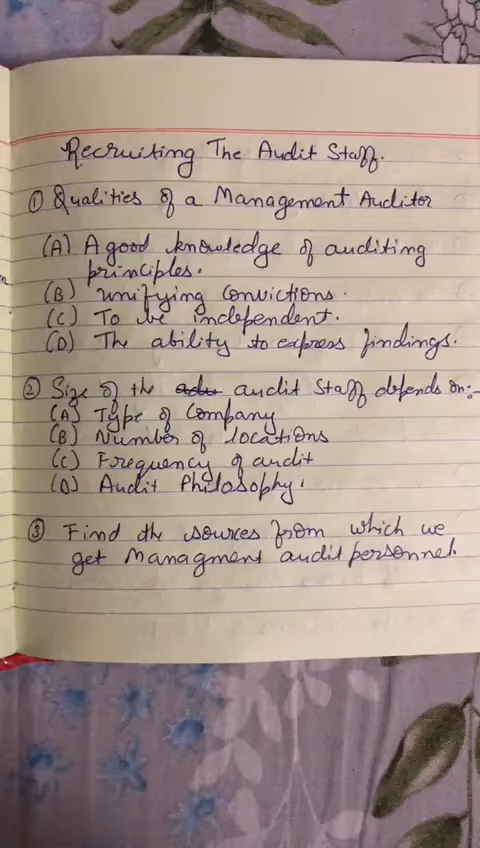 Recruiting The Audit Staff.
① Qualities of a Management Auditor
(A) A good knowledge of auditing
principles.
(B) unifying convictions.
(C) To be independent.
(D) The ability to express findings.
② Size of the adu audit Staff depends on:-
(A) Type of Company
(B) Number of locations
(C) Frequency of audit
(D) Audit Philosophy.
③ Find the sources from which we
get Managment audit personnel.